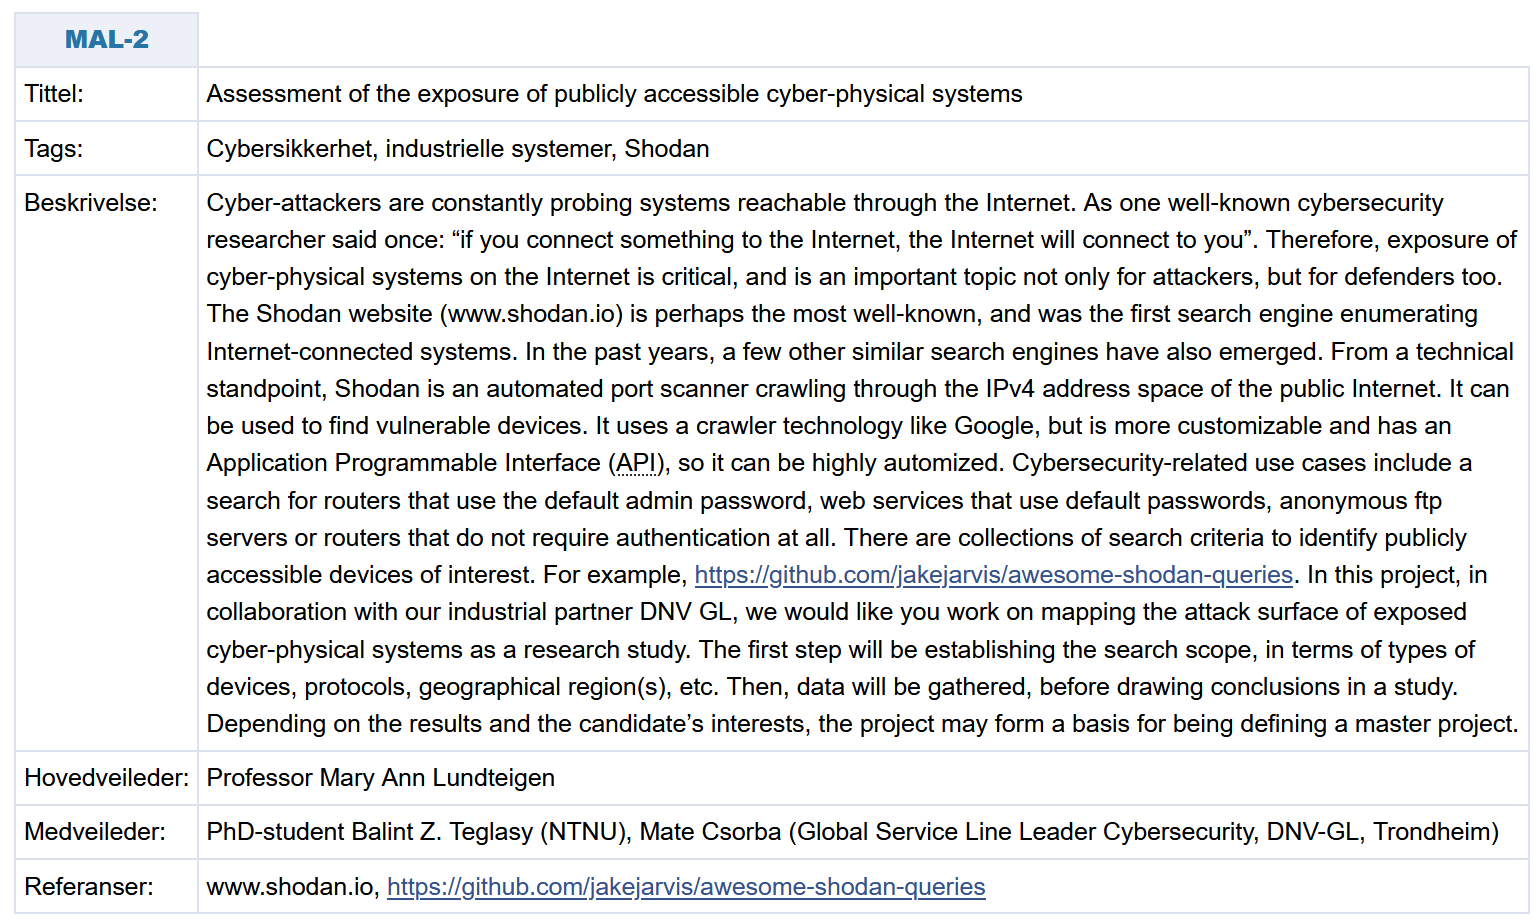 MAL-2
Tittel: Assessment of the exposure of publicly accessible cyber-physical systems
Tags: Cybersikkerhet, industrielle systemer, Shodan
Beskrivelse: Cyber-attackers are constantly probing systems reachable through the Internet. As one well-known cybersecurity
researcher said once: “if you connect something to the Internet, the Internet will connect to you”. Therefore, exposure of
cyber-physical systems on the Internet is critical, and is an important topic not only for attackers, but for defenders too.
The Shodan website (www.shodan.io) is perhaps the most well-known, and was the first search engine enumerating
Internet-connected systems. In the past years, a few other similar search engines have also emerged. From a technical
standpoint, Shodan is an automated port scanner crawling through the IPv4 address space of the public Internet. It can
be used to find vulnerable devices. It uses a crawler technology like Google, but is more customizable and has an
Application Programmable Interface (API), so it can be highly automized. Cybersecurity-related use cases include a
search for routers that use the default admin password, web services that use default passwords, anonymous ftp
servers or routers that do not require authentication at all. There are collections of search criteria to identify publicly
accessible devices of interest. For example, https://github.com/jakejarvis/awesome-shodan-queries. In this project, in
collaboration with our industrial partner DNV GL, we would like you work on mapping the attack surface of exposed
cyber-physical systems as a research study. The first step will be establishing the search scope, in terms of types of
devices, protocols, geographical region(s), etc. Then, data will be gathered, before drawing conclusions in a study.
Depending on the results and the candidate’s interests, the project may form a basis for being defining a master project.
Hovedveileder: Professor Mary Ann Lundteigen
Medveileder: PhD-student Balint Z. Teglasy (NTNU), Mate Csorba (Global Service Line Leader Cybersecurity, DNV-GL, Trondheim)
Referanser: www.shodan.io, https://github.com/jakejarvis/awesome-shodan-queries